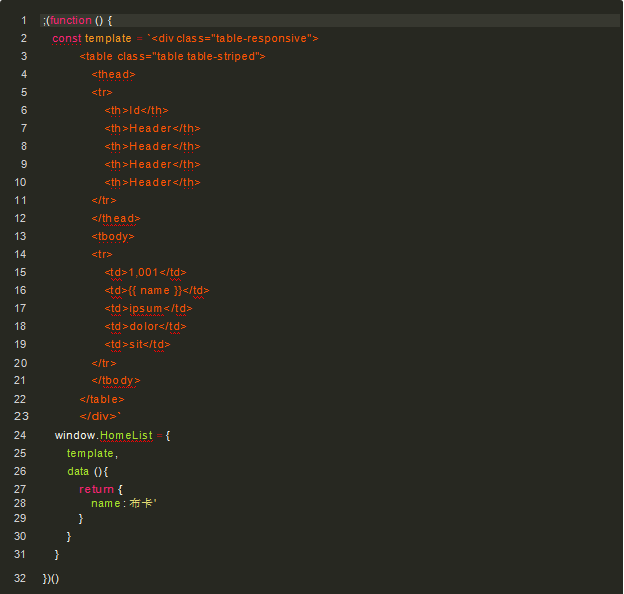 1 ;(function () {
2 const template = `<div class="table-responsive">
3 <table class="table table-striped">
4 <thead>
5 <tr>
6 <th>Id</th>
7 <th>Header</th>
8 <th>Header</th>
9 <th>Header</th>
10 <th>Header</th>
11 </tr>
12 </thead>
13 <tbody>
14 <tr>
15 <td>1,001</td>
16 <td>{{ name }}</td>
17 <td>ipsum</td>
18 <td>dolor</td>
19 <td>sit</td>
20 </tr>
21 </tbody>
22 </table>
23 </div>`
24 window.HomeList = {
25 template,
26 data (){
27 return {
28 name : 布卡'
29 }
30 }
31 }
32 })()